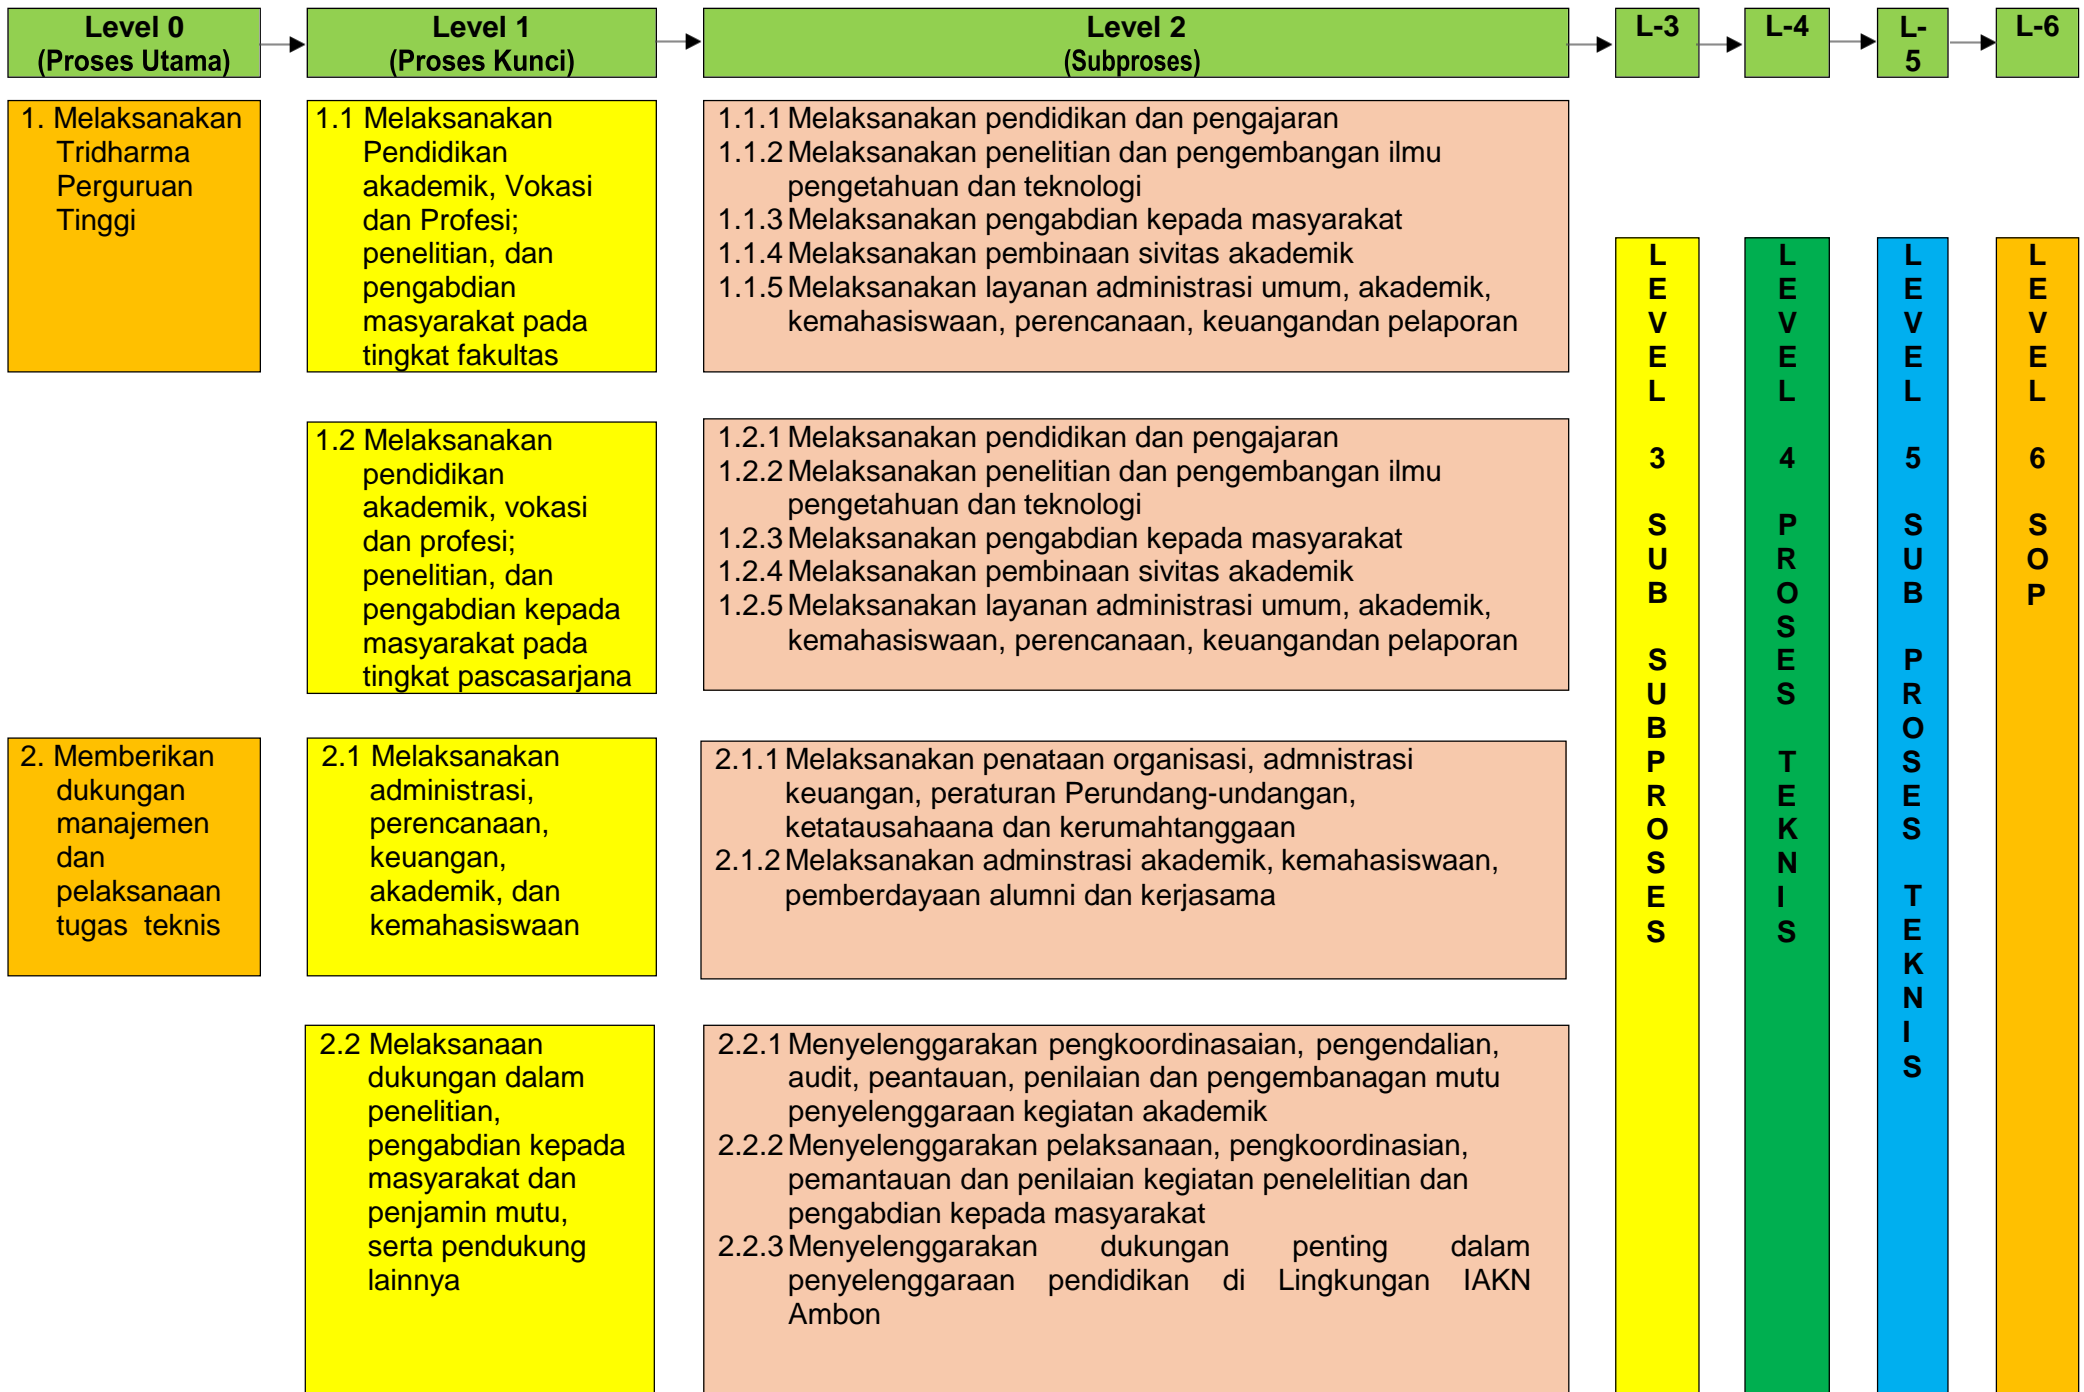 Level 0
(Proses Utama)
Level 1
(Proses Kunci)
Level 2
(Subproses)
L-3
L-4
L-
5
L-6
1. Melaksanakan
Tridharma
Perguruan
Tinggi
1.1 Melaksanakan
Pendidikan
akademik, Vokasi
dan Profesi;
penelitian, dan
pengabdian
masyarakat pada
tingkat fakultas
1.1.1 Melaksanakan pendidikan dan pengajaran
1.1.2 Melaksanakan penelitian dan pengembangan ilmu
pengetahuan dan teknologi
1.1.3 Melaksanakan pengabdian kepada masyarakat
1.1.4 Melaksanakan pembinaan sivitas akademik
1.1.5 Melaksanakan layanan administrasi umum, akademik,
kemahasiswaan, perencanaan, keuangandan pelaporan
1.2 Melaksanakan
pendidikan
akademik, vokasi
dan profesi;
penelitian, dan
pengabdian kepada
masyarakat pada
tingkat pascasarjana
1.2.1 Melaksanakan pendidikan dan pengajaran
1.2.2 Melaksanakan penelitian dan pengembangan ilmu
pengetahuan dan teknologi
1.2.3 Melaksanakan pengabdian kepada masyarakat
1.2.4 Melaksanakan pembinaan sivitas akademik
1.2.5 Melaksanakan layanan administrasi umum, akademik,
kemahasiswaan, perencanaan, keuangandan pelaporan
2. Memberikan
dukungan
manajemen
dan
pelaksanaan
tugas teknis
2.1 Melaksanakan
administrasi,
perencanaan,
keuangan,
akademik, dan
kemahasiswaan
2.1.1 Melaksanakan penataan organisasi, admnistrasi
keuangan, peraturan Perundang-undangan,
ketatausahaana dan kerumahtanggaan
2.1.2 Melaksanakan adminstrasi akademik, kemahasiswaan,
pemberdayaan alumni dan kerjasama
2.2 Melaksanaan
dukungan dalam
penelitian,
pengabdian kepada
masyarakat dan
penjamin mutu,
serta pendukung
lainnya
2.2.1 Menyelenggarakan pengkoordinasaian, pengendalian,
audit, peantauan, penilaian dan pengembanagan mutu
penyelenggaraan kegiatan akademik
2.2.2 Menyelenggarakan pelaksanaan, pengkoordinasian,
pemantauan dan penilaian kegiatan penelelitian dan
pengabdian kepada masyarakat
2.2.3 Menyelenggarakan dukungan penting dalam
penyelenggaraan pendidikan di Lingkungan IAKN
Ambon
LEVEL 3 SUB SUBPROSES
LEVEL 4 PROSES TEKNIS
LEVEL 5 SUB PROSES TEKNIS
LEVEL 6 SOP